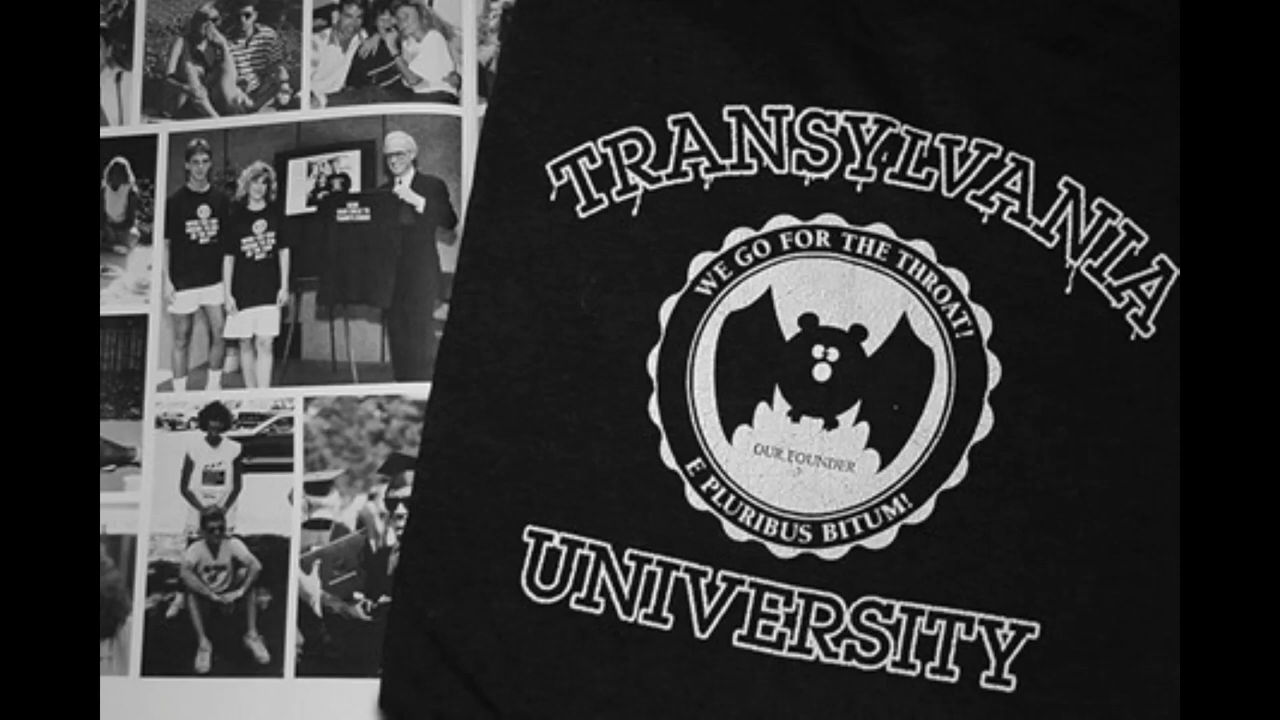 TRANSYLVANIA
WE GO FOR THE THROAT!
OUR FOUNDER
E PLURIBUS BITUM!
UNIVERSITY